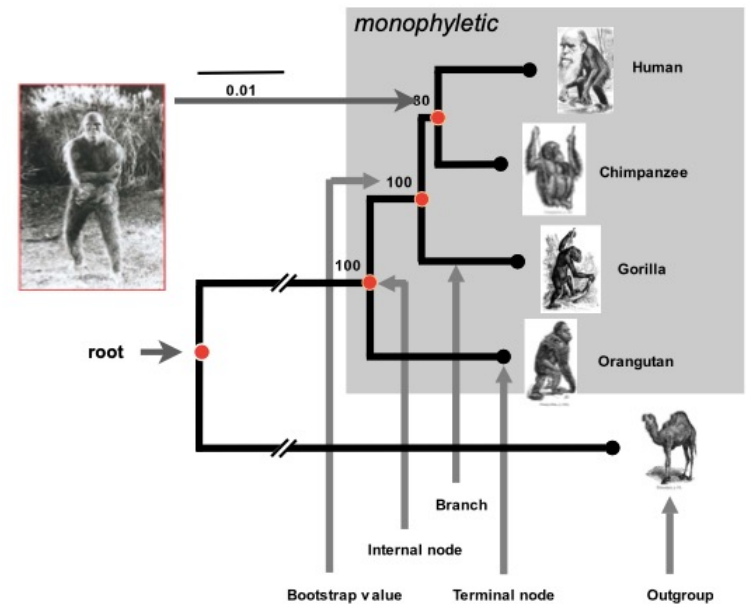 monophyletic
Human
0.01
80
Chimpanzee
100
Gorilla
100
root
Orangutan
Branch
Internal node
Bootstrap value
Terminal node
Outgroup